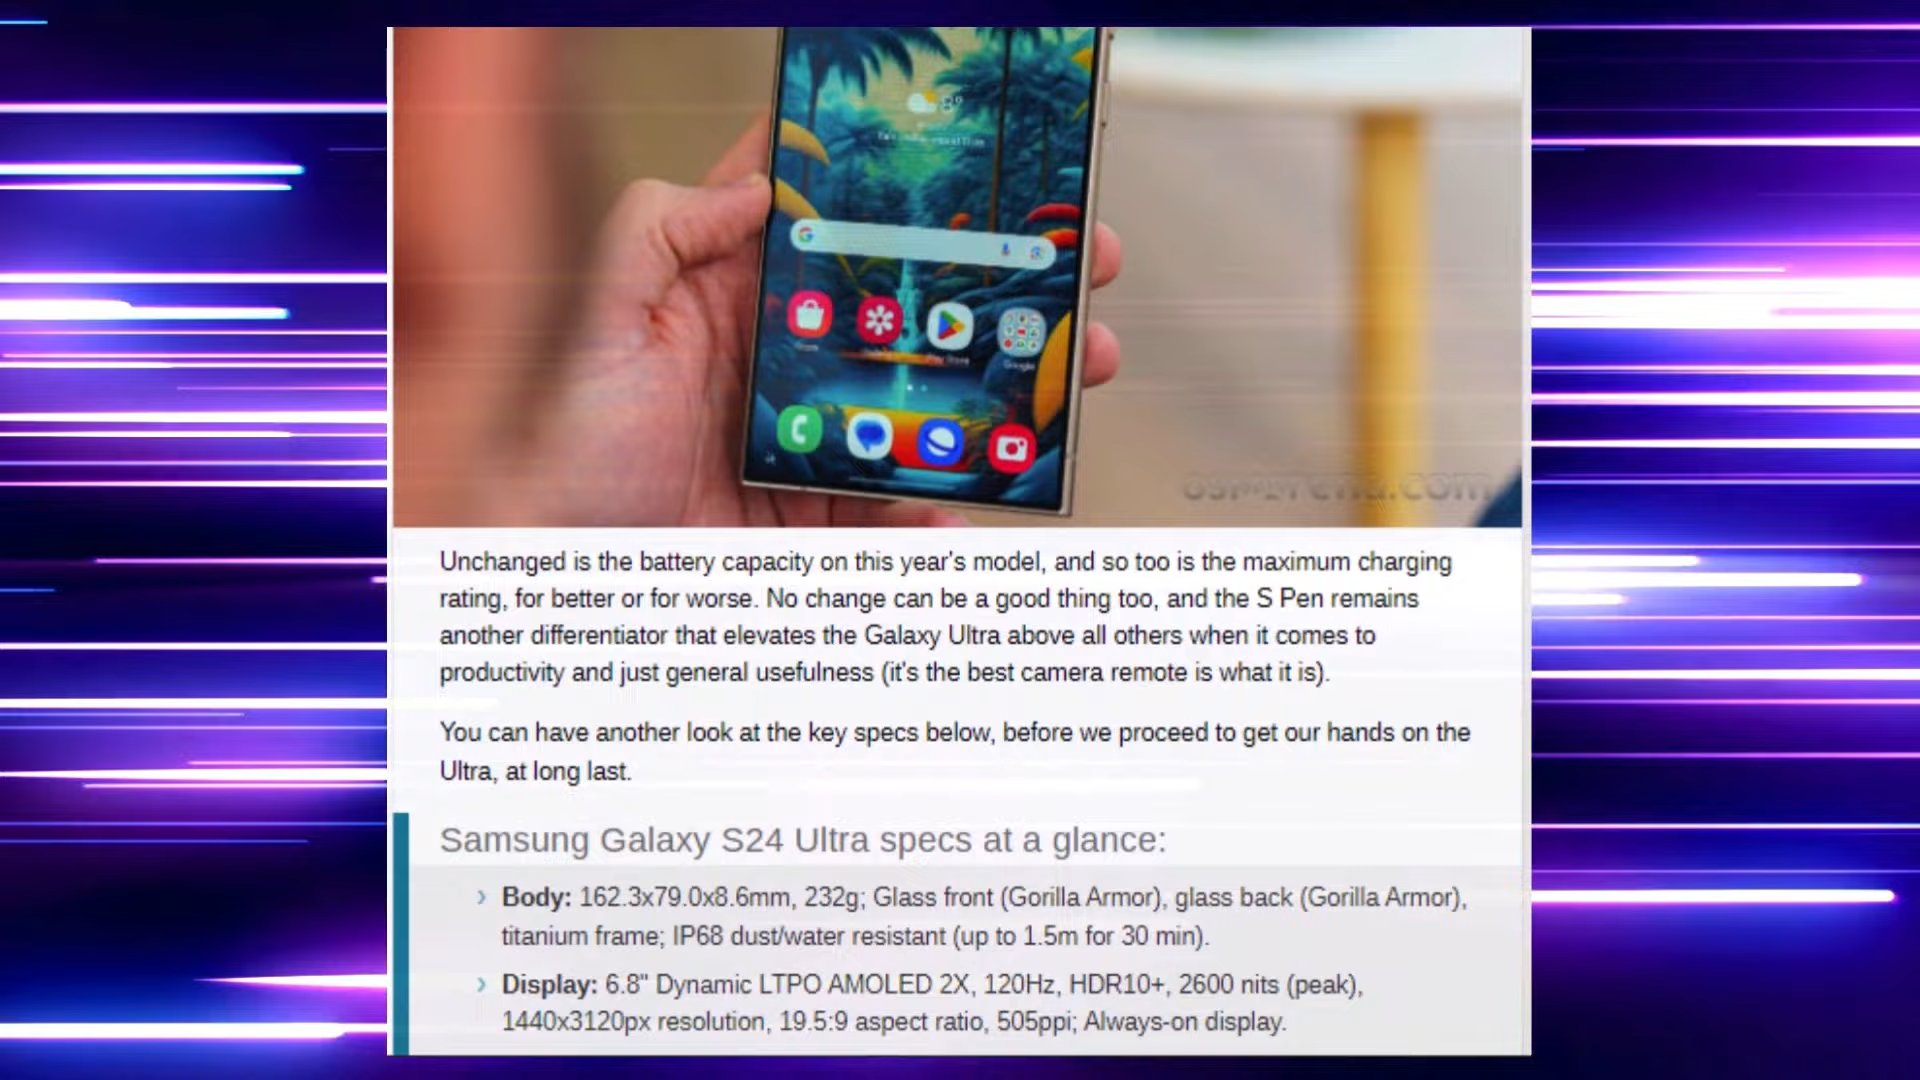 Google
Unchanged is the battery capacity on this year's model, and so too is the maximum charging
rating, for better or for worse. No change can be a good thing too, and the S Pen remains
another differentiator that elevates the Galaxy Ultra above all others when it comes to
productivity and just general usefulness (it's the best camera remote is what it is).
You can have another look at the key specs below, before we proceed to get our hands on the
Ultra, at long last.
Samsung Galaxy S24 Ultra specs at a glance:
Body: 162.3x79.0x8.6mm, 232g; Glass front (Gorilla Armor), glass back (Gorilla Armor),
titanium frame; IP68 dust/water resistant (up to 1.5m for 30 min).
Display: 6.8" Dynamic LTPO AMOLED 2X, 120Hz, HDR10+, 2600 nits (peak),
1440x3120px resolution, 19.5:9 aspect ratio, 505ppi; Always-on display.